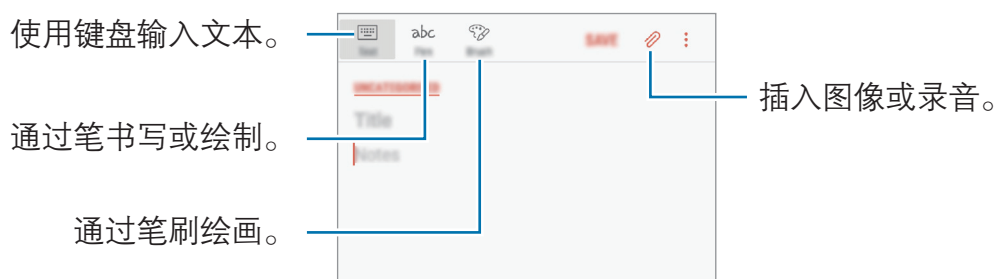 使用键盘输入文本。
abc
SAVE
插入图像或录音。
UNCATEGORIZED
Title
通过笔书写或绘制。
Notes
通过笔刷绘画。